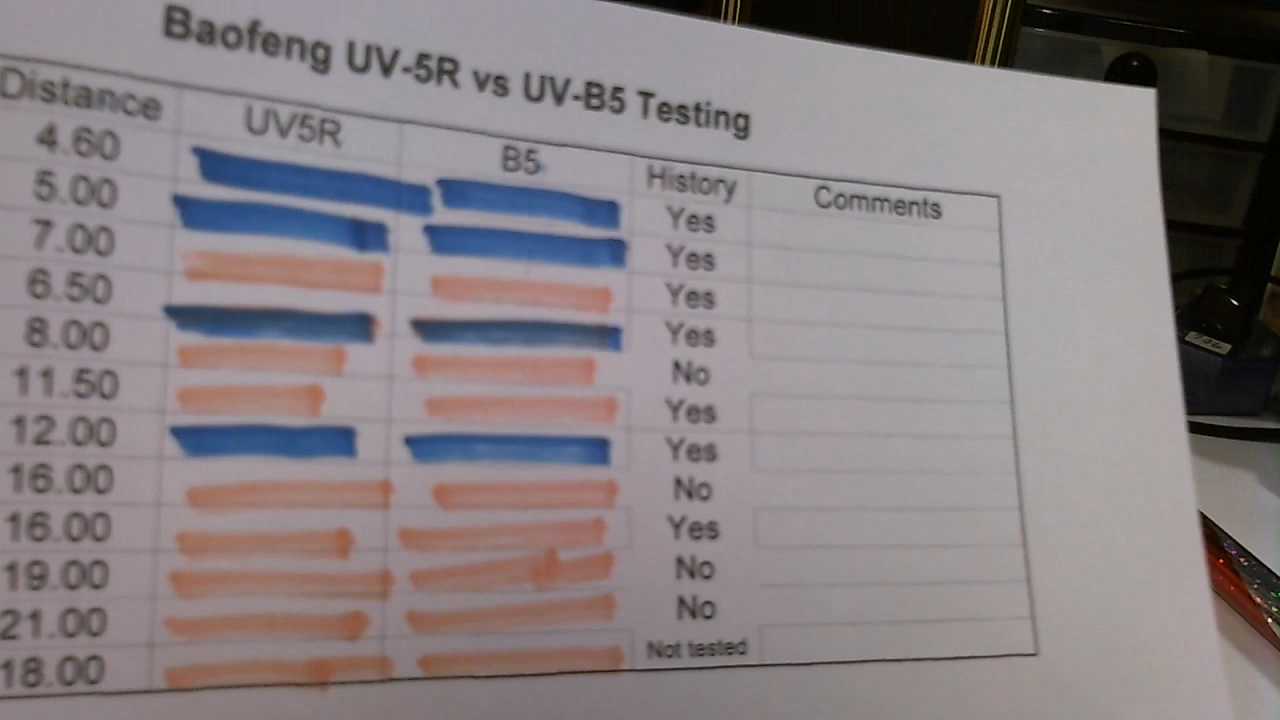 Baofeng UV-5R vs UV-B5 Testing
Distance UV5R B5 History Comments
4.60 Yes
5.00 Yes
7.00 Yes
6.50 Yes
8.00 No
11.50 Yes
12.00 Yes
16.00 No
16.00 Yes
19.00 No
21.00 No
18.00 Not tested